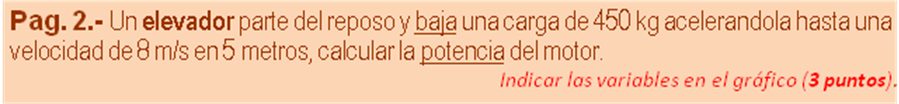 Pag. 2.- Un elevador parte del reposo y baja una carga de 450 kg acelerandola hasta una
velocidad de 8 m/s en 5 metros, calcular la potencia del motor.
Indicar las variables en el gráfico (3 puntos).